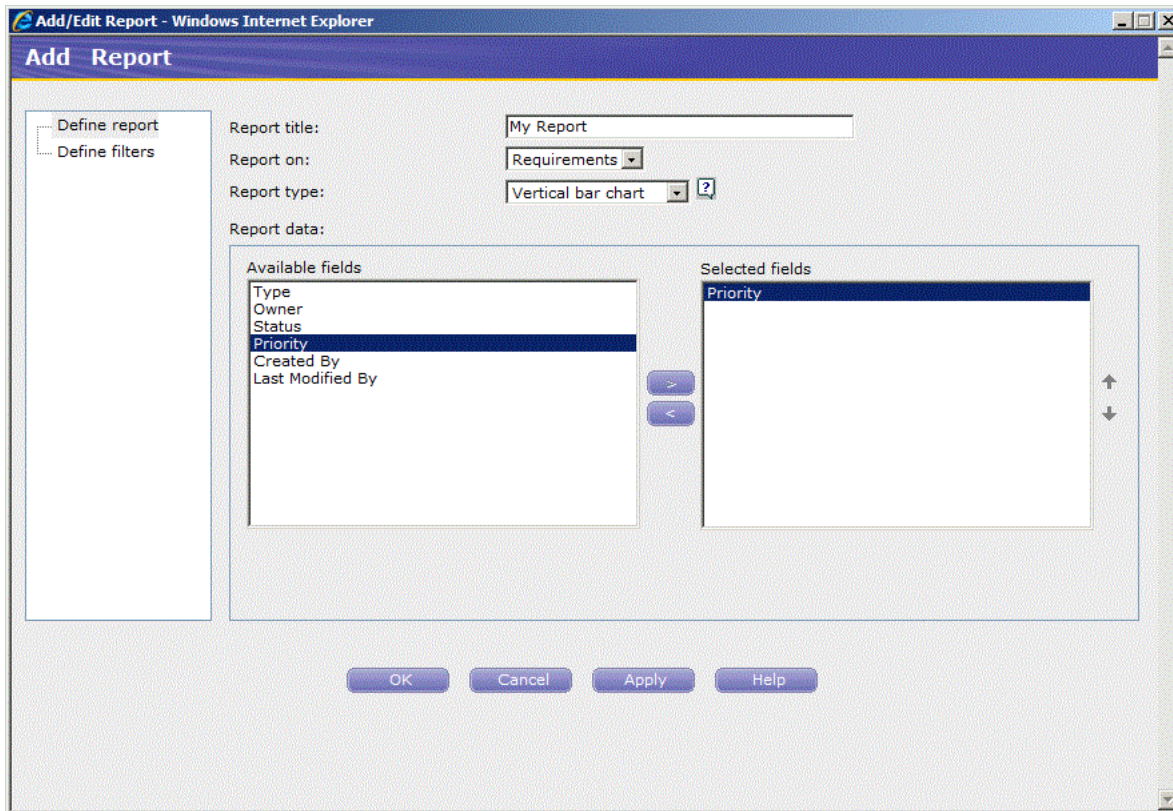 Add/Edit Report - Windows Internet Explorer
Add Report
Define report
Define filters
Report title: My Report
Report on: Requirements
Report type: Vertical bar chart ?
Report data:
Available fields
Type
Owner
Status
Priority
Created By
Last Modified By
>
<
Selected fields
Priority
OK Cancel Apply Help